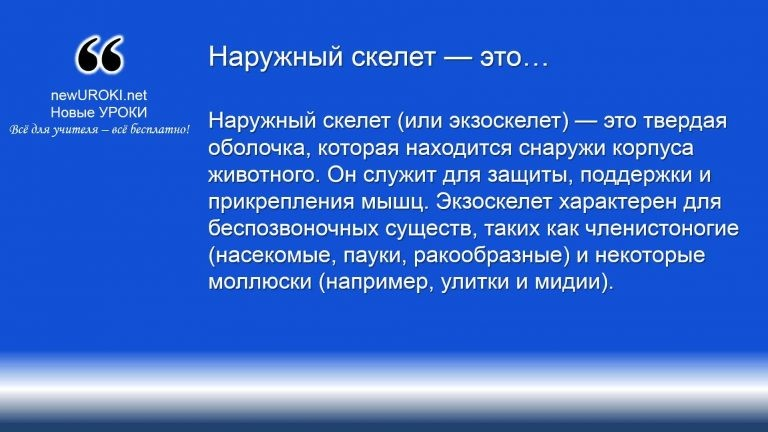 newUROKI.net
Новые УРОКИ
Всё для учителя – всё бесплатно!
Наружный скелет — это…
Наружный скелет (или экзоскелет) — это твердая
оболочка, которая находится снаружи корпуса
животного. Он служит для защиты, поддержки и
прикрепления мышц. Экзоскелет характерен для
беспозвоночных существ, таких как членистоногие
(насекомые, пауки, ракообразные) и некоторые
моллюски (например, улитки и мидии).